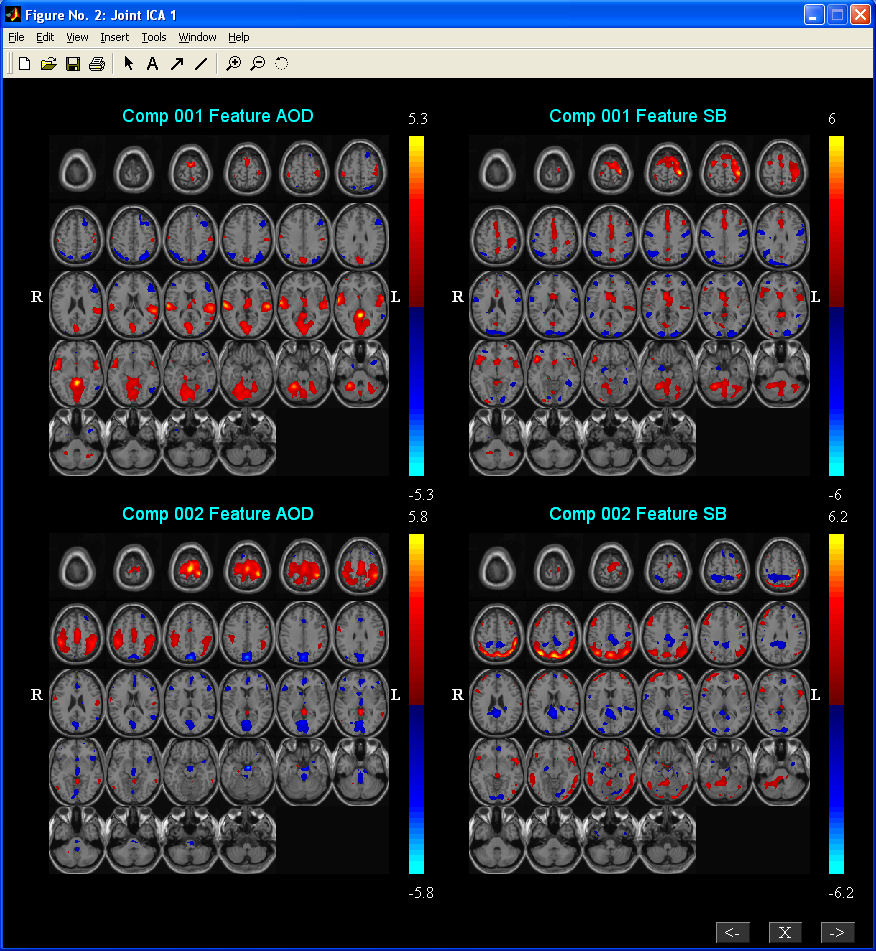 Figure No. 2: Joint ICA 1
File Edit View Insert Tools Window Help
A
Comp 001 Feature AOD
5.3
Comp 001 Feature SB
6
R
L
R
L
-5.3
-6
Comp 002 Feature AOD
5.8
Comp 002 Feature SB
6.2
R
L
R
L
-5.8
-6.2
<- X ->